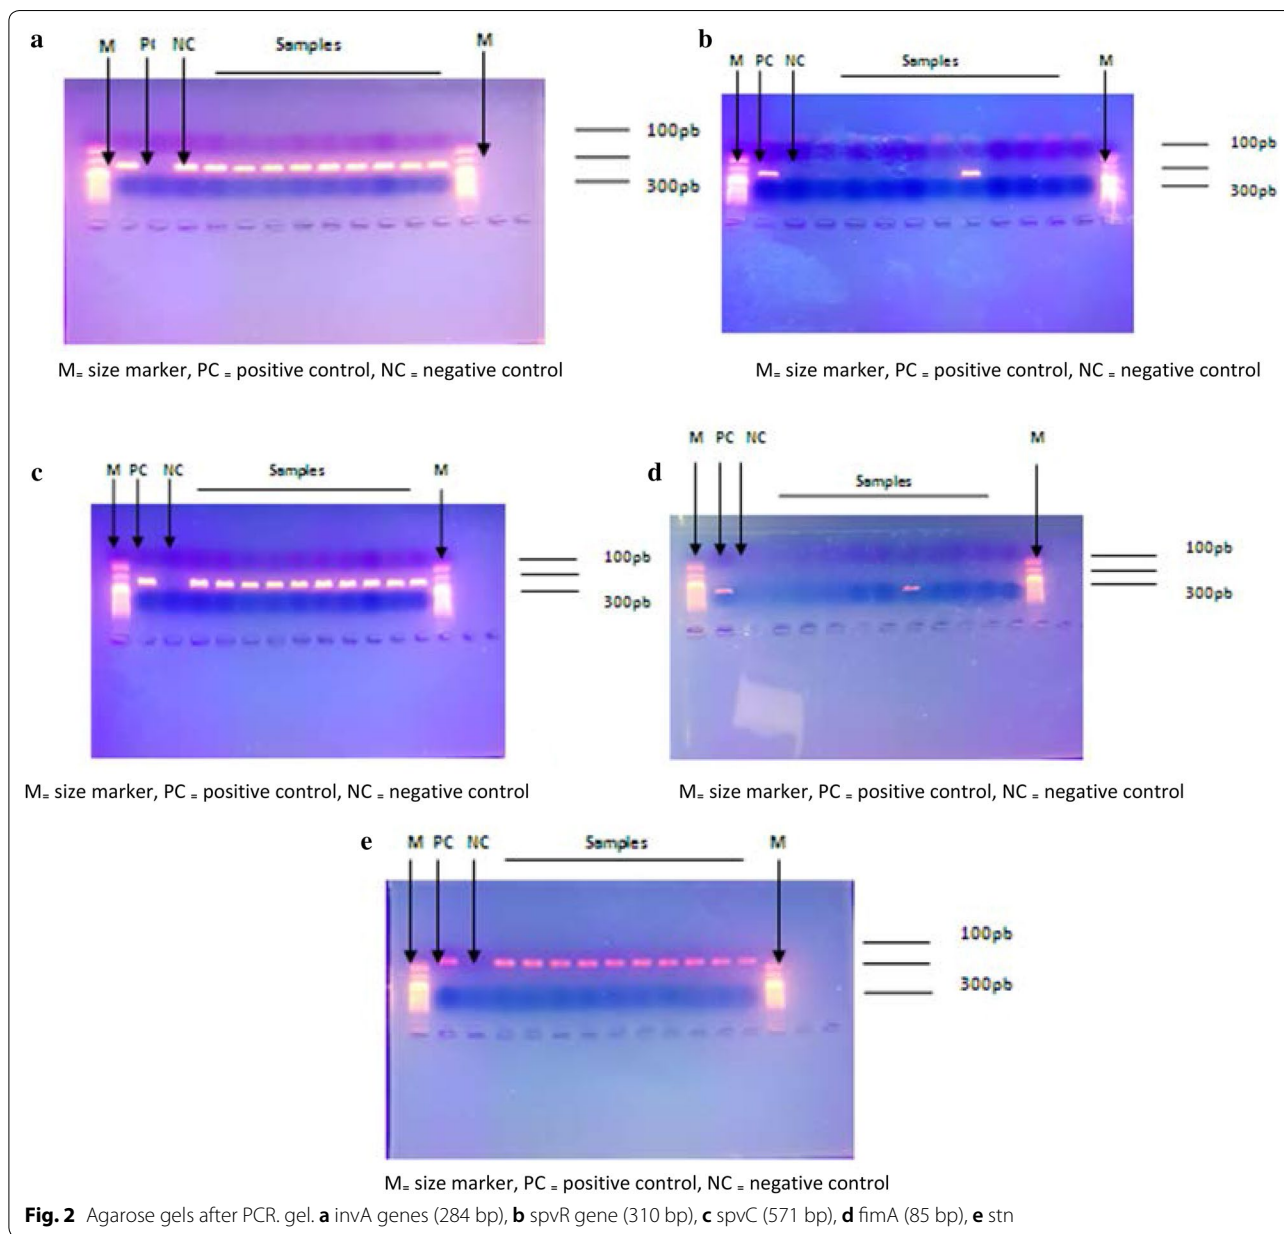 a
M PC NC Samples M
100pb
300pb
M= size marker, PC = positive control, NC = negative control
b
M PC NC Samples M
100pb
300pb
M= size marker, PC = positive control, NC = negative control
c
M PC NC Samples M
100pb
300pb
M= size marker, PC = positive control, NC = negative control
d
M PC NC Samples M
100pb
300pb
M= size marker, PC = positive control, NC = negative control
e
M PC NC Samples M
100pb
300pb
M= size marker, PC = positive control, NC = negative control
Fig. 2 Agarose gels after PCR. gel. a invA genes (284 bp), b spvR gene (310 bp), c spvC (571 bp), d fimA (85 bp), e stn